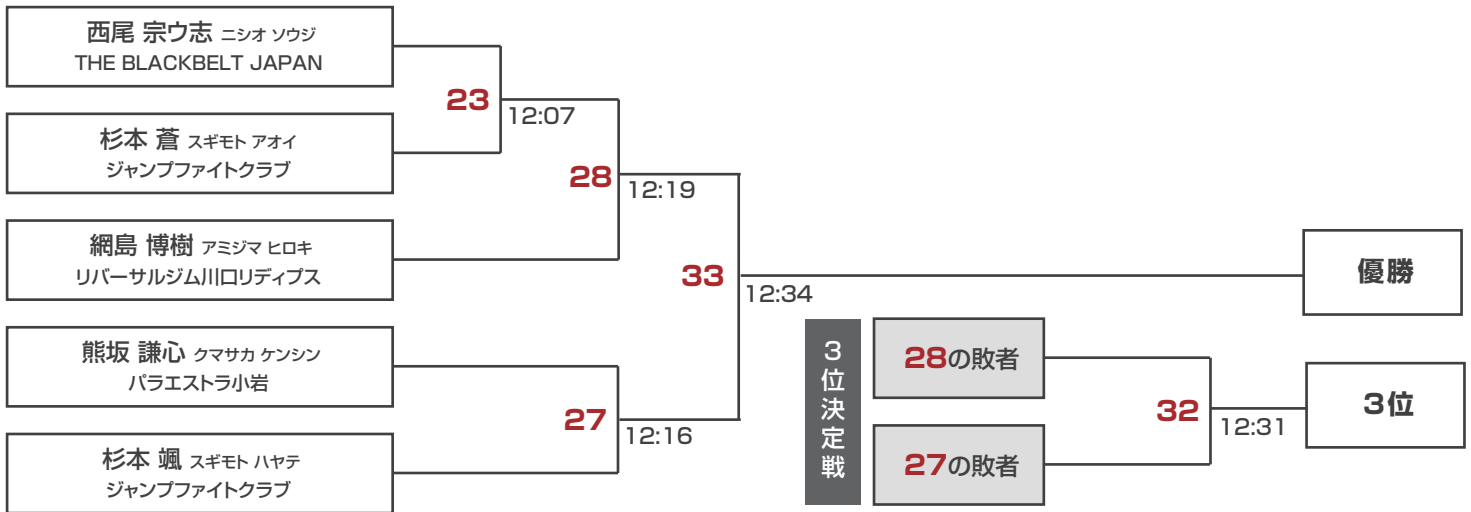 西尾 宗ウ志 ニシオ ソウジ
THE BLACKBELT JAPAN
23
12:07
杉本 蒼 スギモト アオイ
ジャンプファイトクラブ
28
12:19
網島 博樹 アミジマ ヒロキ
リバーサルジム川口リディプス
33
12:34
優勝
熊坂 謙心 クマサカ ケンシン
パラエストラ小岩
27
12:16
杉本 颯 スギモト ハヤテ
ジャンプファイトクラブ
3位決定戦
28の敗者
32
12:31
3位
27の敗者